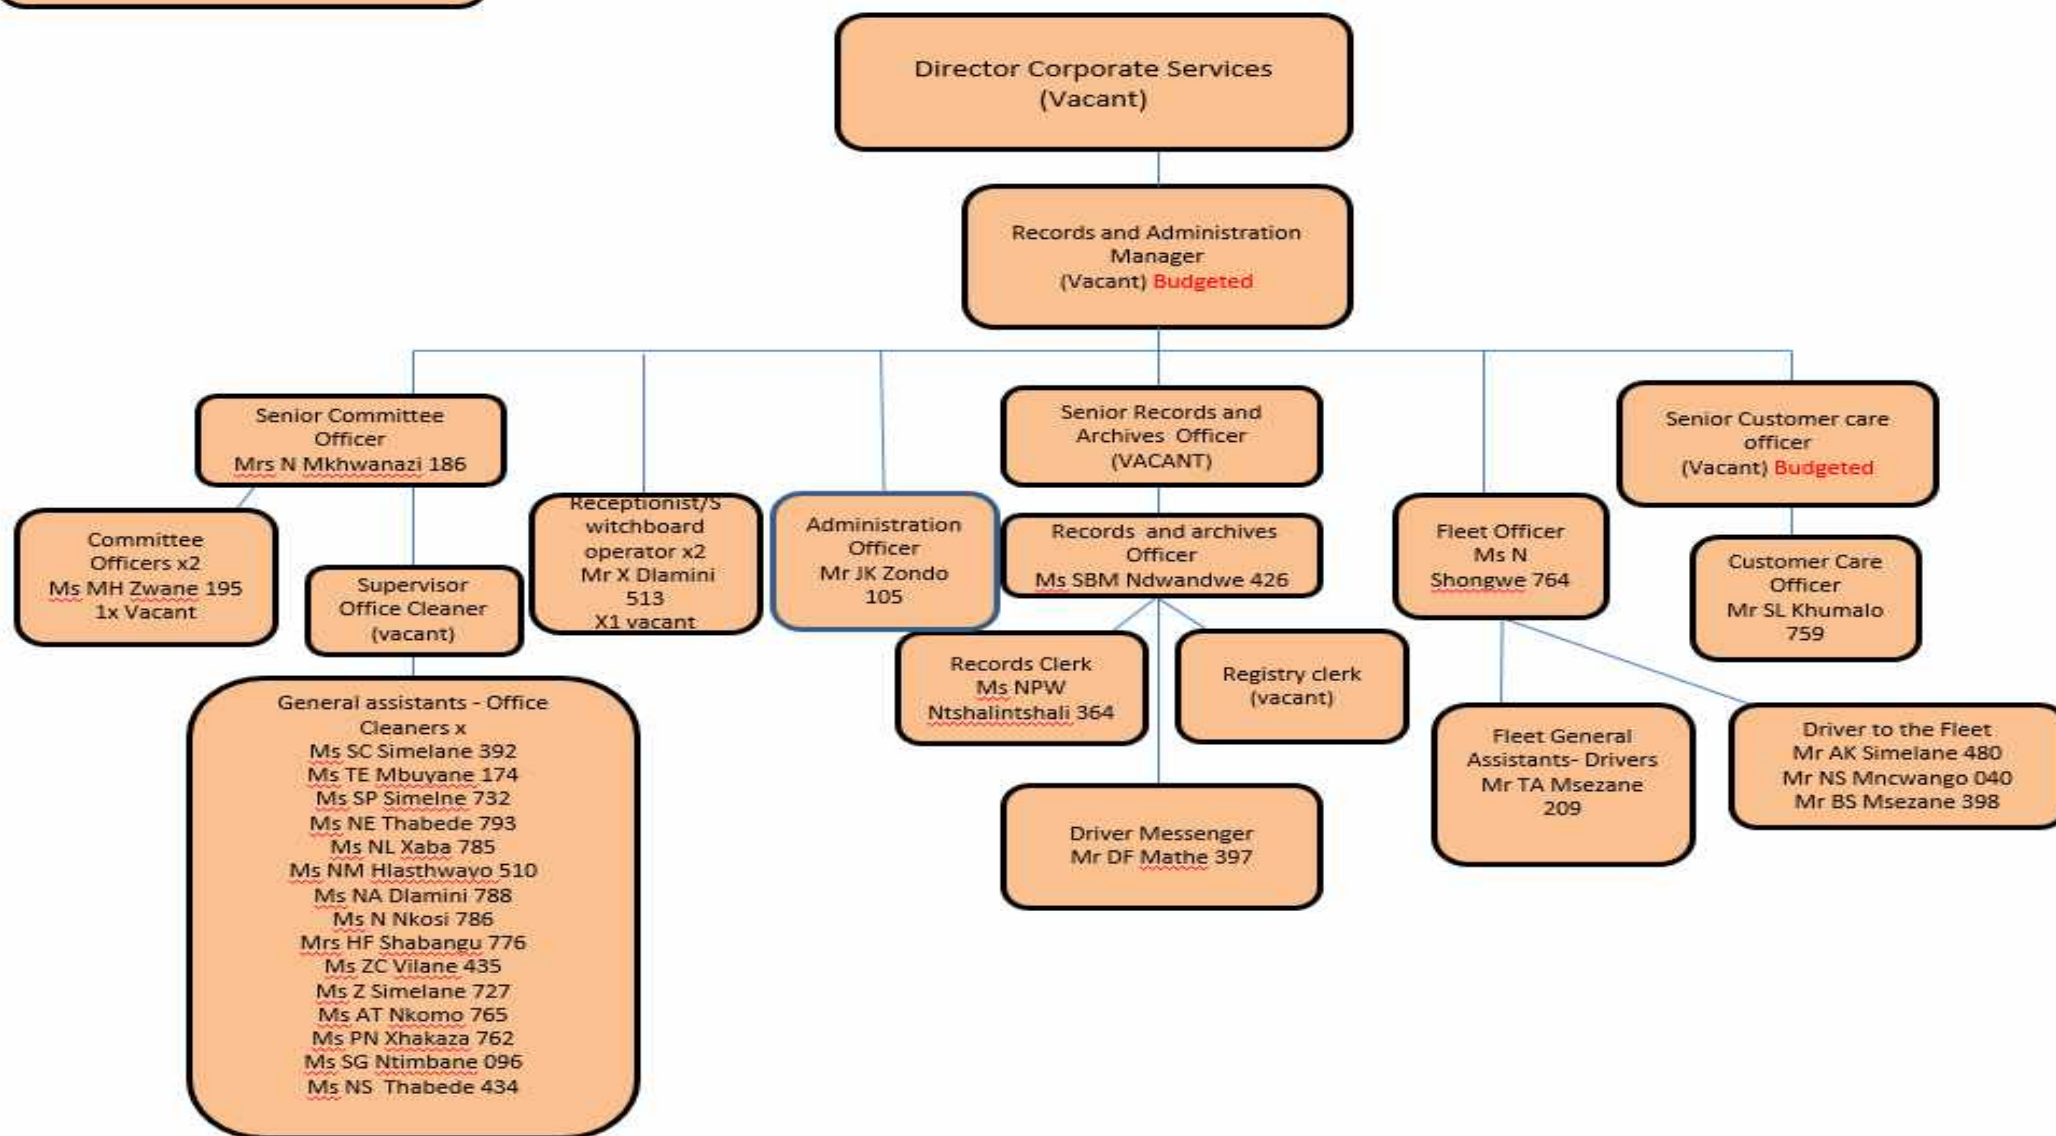 Director Corporate Services
(Vacant)
Records and Administration
Manager
(Vacant) Budgeted
Senior Committee
Officer
Mrs N Mkhwanazi 186
Senior Records and
Archives Officer
(VACANT)
Senior Customer care
officer
(Vacant) Budgeted
Committee
Officers x2
Ms MH Zwane 195
1x Vacant
Supervisor
Office Cleaner
(vacant)
Receptionist/S
witchboard
operator x2
Mr X Dlamini
513
X1 vacant
Administration
Officer
Mr JK Zondo
105
Records and archives
Officer
Ms SBM Ndwandwe 426
Fleet Officer
Ms N
Shongwe 764
Customer Care
Officer
Mr SL Khumalo
759
Records Clerk
Ms NPW
Ntshalintshali 364
Registry clerk
(vacant)
General assistants - Office
Cleaners x
Ms SC Simelane 392
Ms TE Mbuyane 174
Ms SP Simelne 732
Ms NE Thabede 793
Ms NL Xaba 785
Ms NM Hlasthwayo 510
Ms NA Dlamini 788
Ms N Nkosi 786
Mrs HF Shabangu 776
Ms ZC Vilane 435
Ms Z Simelane 727
Ms AT Nkomo 765
Ms PN Xhakaza 762
Ms SG Ntimbane 096
Ms NS Thabede 434
Driver Messenger
Mr DF Mathe 397
Fleet General
Assistants- Drivers
Mr TA Msezane
209
Driver to the Fleet
Mr AK Simelane 480
Mr NS Mncwango 040
Mr BS Msezane 398